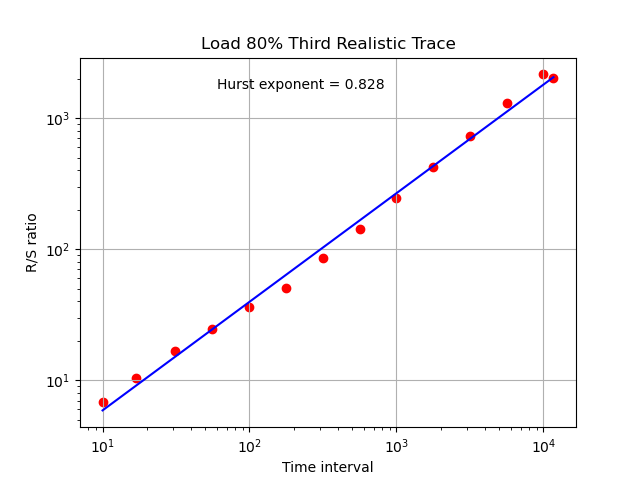 Load 80% Third Realistic Trace
Hurst exponent = 0.828
R/S ratio
10³
10²
10¹
10¹ 10² 10³ 10⁴
Time interval